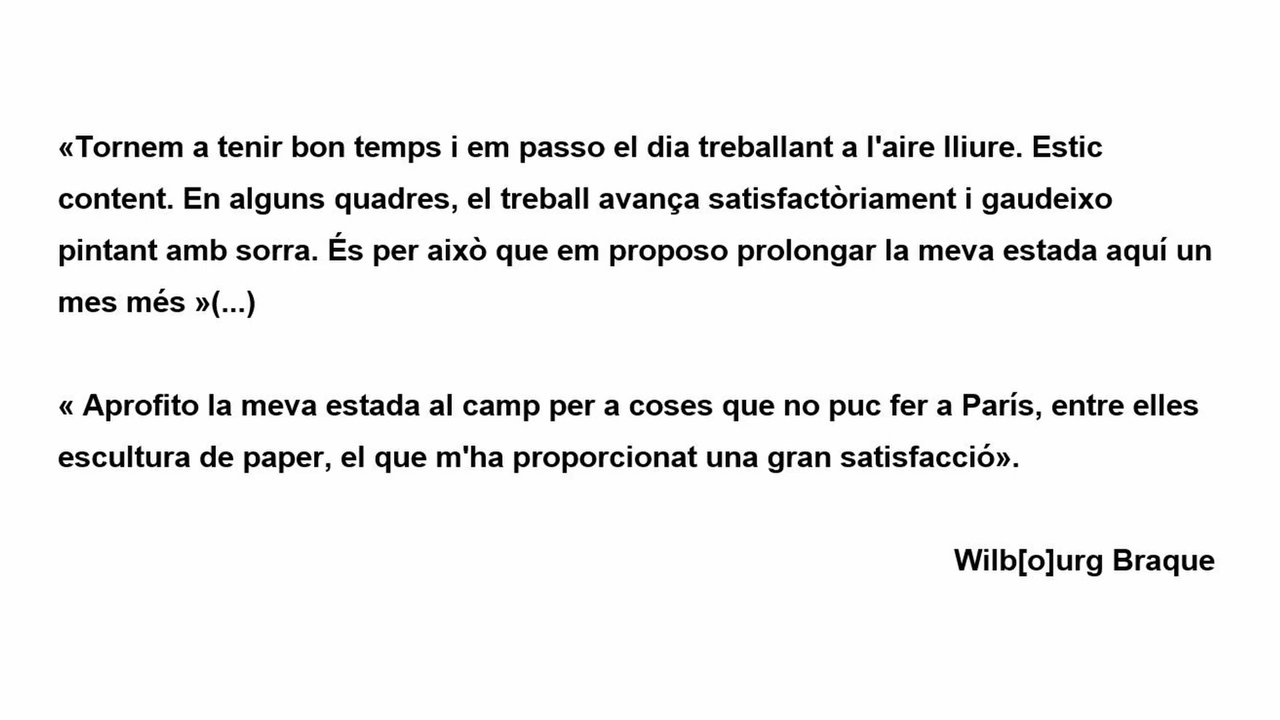 «Tornem a tenir bon temps i em passo el dia treballant a l'aire lliure. Estic
content. En alguns quadres, el treball avança satisfactòriament i gaudeixo
pintant amb sorra. És per això que em proposo prolongar la meva estada aquí un
mes més »(...)
« Aprofito la meva estada al camp per a coses que no puc fer a París, entre elles
escultura de paper, el que m'ha proporcionat una gran satisfacció».
Wilb[o]urg Braque